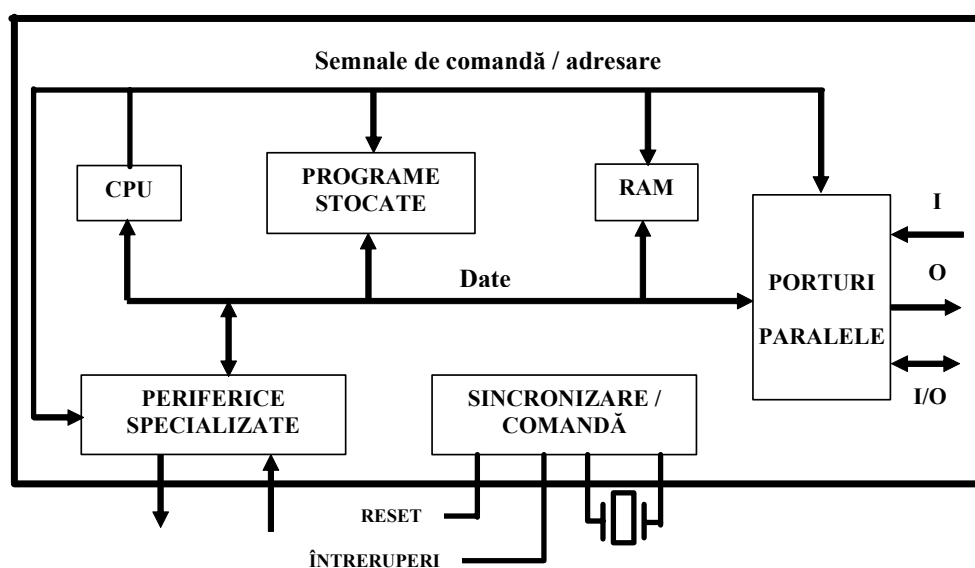 Semnale de comandă / adresare
CPU
PROGRAME
STOCATE
RAM
I
O
I/O
PORTURI
PARALELE
Date
PERIFERICE
SPECIALIZATE
SINCRONIZARE /
COMANDĂ
RESET
ÎNTRERUPERI